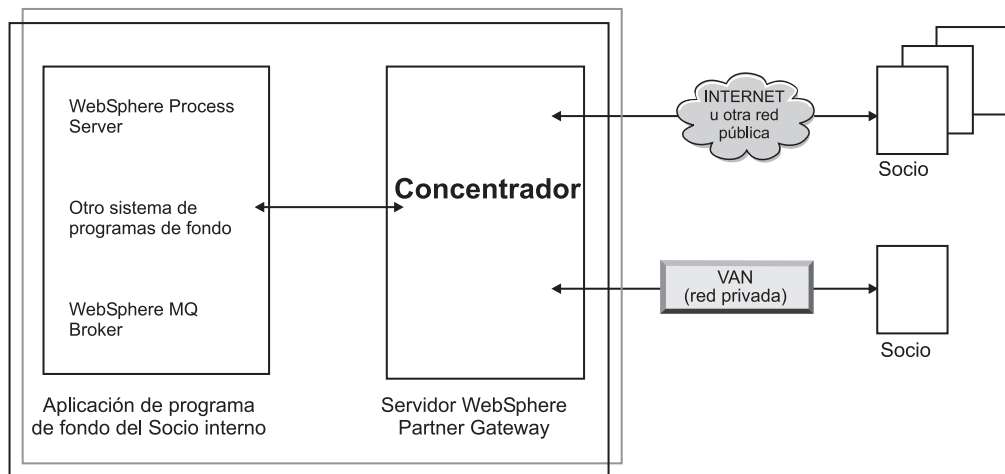 WebSphere Process
Server
Otro sistema de
programas de fondo
WebSphere MQ
Broker
Aplicación de programa
de fondo del Socio interno
Concentrador
Servidor WebSphere
Partner Gateway
INTERNET
u otra red
pública
Socio
VAN
(red privada)
Socio